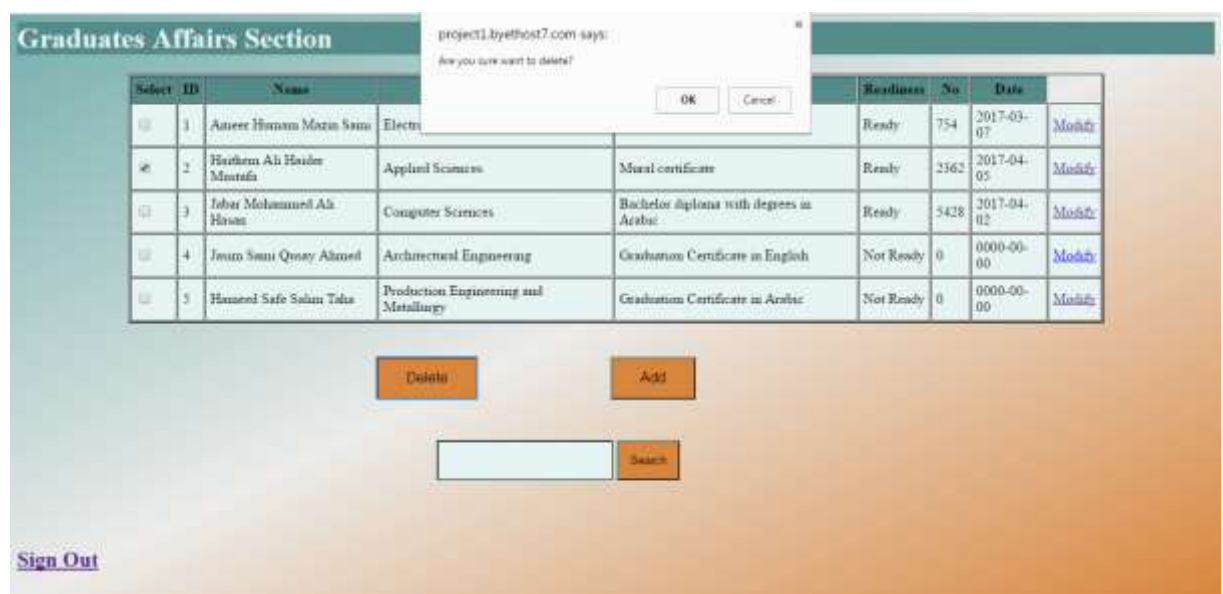 Graduates Affairs Section
project1.byethost7.com says:
Are you sure want to delete?
OK Cancel
Select ID Name Readiness No Date
1 Ameer Humam Mazin Sami Electr Ready 754 2017-03-
07 Modify
2 Haithem Ali Haider
Mustafa Applied Sciences Mural certificate Ready 2362 2017-04-
05 Modify
3 Jabar Mohammed Ali
Hasan Computer Sciences Bachelor diploma with degrees in
Arabic Ready 5428 2017-04-
02 Modify
4 Sami Qusay Ahmed Architectural Engineering Graduation Certificate in English Not Ready 0 0000-00-
00 Modify
5 Hameed Safe Salim Taha Production Engineering and
Metallurgy Graduation Certificate in Arabic Not Ready 0 0000-00-
00 Modify
Delete Add
Search
Sign Out